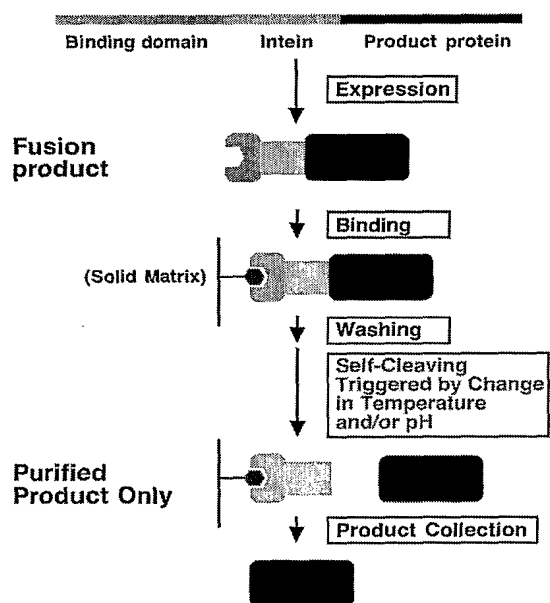 Binding domain Intein Product protein
Expression
Fusion
product
Binding
(Solid Matrix)
Washing
Self-Cleaving
Triggered by Change
in Temperature
and/or pH
Purified
Product Only
Product Collection